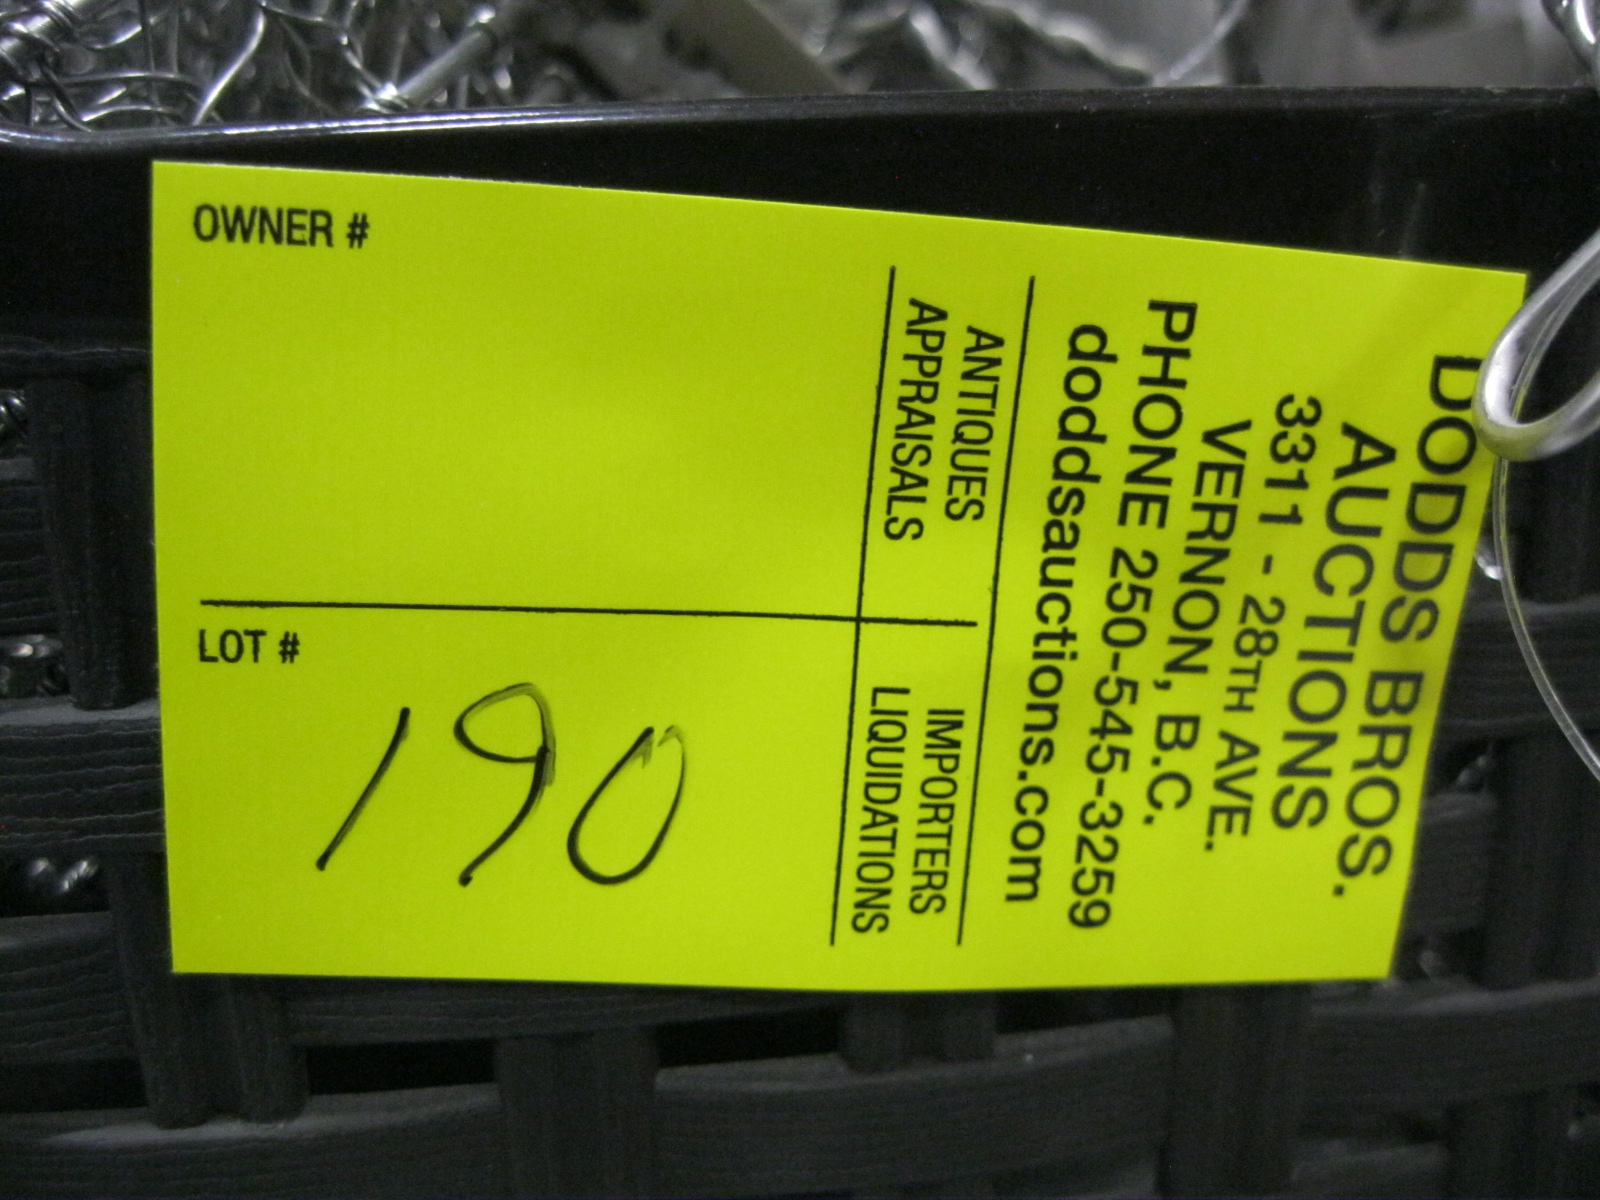 DODDS BROS.
AUCTIONS
3311 - 28TH AVE.
VERNON, B.C.
PHONE 250-545-3259
doddsauctions.com
ANTIQUES
APPRAISALS
IMPORTERS
LIQUIDATIONS
OWNER #
LOT #
190